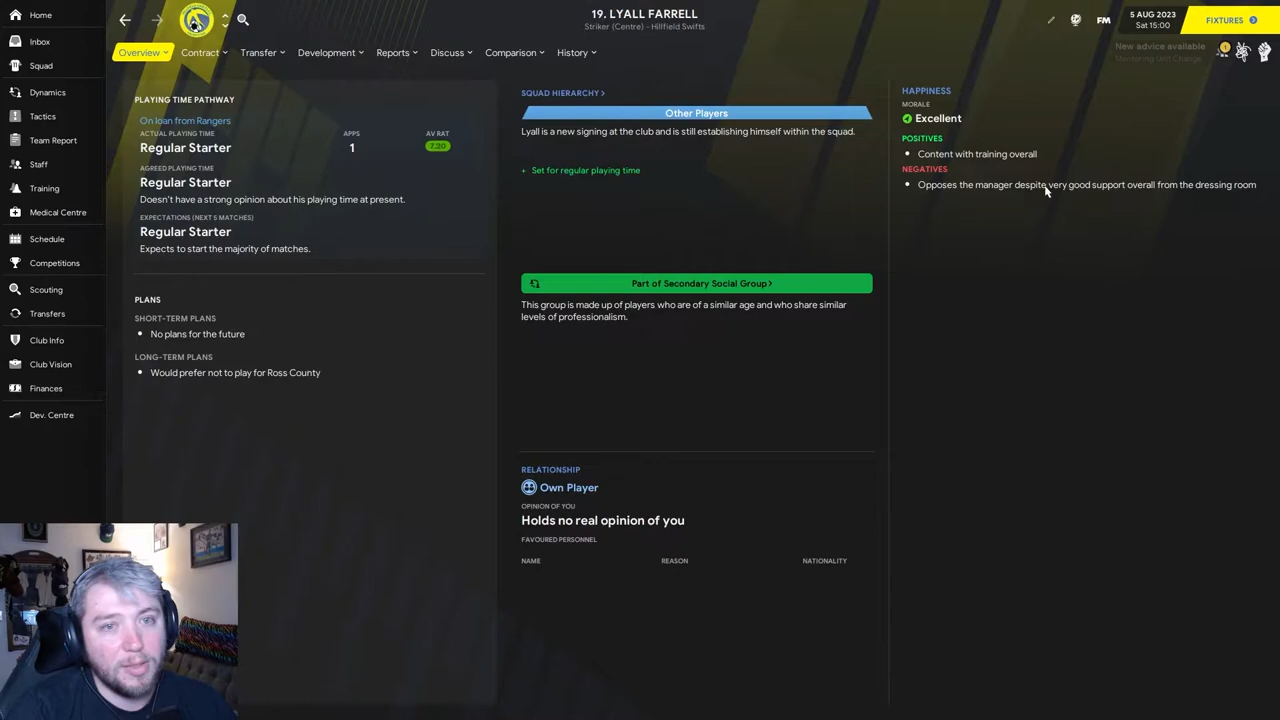 Home
Inbox
Squad
Dynamics
Tactics
Team Report
Staff
Training
Medical Centre
Schedule
Competitions
Scouting
Transfers
Club Info
Club Vision
Finances
Dev. Centre
19. LYALL FARRELL
Striker (Centre) - Hillfield Swifts
FM
5 AUG 2023
Sat 15:00
FIXTURES
New advice available
1
Mentoring Unit Change
Overview
Contract
Transfer
Development
Reports
Discuss
Comparison
History
PLAYING TIME PATHWAY
On loan from Rangers
ACTUAL PLAYING TIME APPS AV RAT
Regular Starter 1 7.20
AGREED PLAYING TIME
Regular Starter
Doesn't have a strong opinion about his playing time at present.
EXPECTATIONS (NEXT 5 MATCHES)
Regular Starter
Expects to start the majority of matches.
PLANS
SHORT-TERM PLANS
• No plans for the future
LONG-TERM PLANS
• Would prefer not to play for Ross County
SQUAD HIERARCHY >
Other Players
Lyall is a new signing at the club and is still establishing himself within the squad.
+ Set for regular playing time
Part of Secondary Social Group >
This group is made up of players who are of a similar age and who share similar
levels of professionalism.
RELATIONSHIP
Own Player
OPINION OF YOU
Holds no real opinion of you
FAVOURED PERSONNEL
NAME REASON NATIONALITY
HAPPINESS
MORALE
Excellent
POSITIVES
• Content with training overall
NEGATIVES
• Opposes the manager despite very good support overall from the dressing room